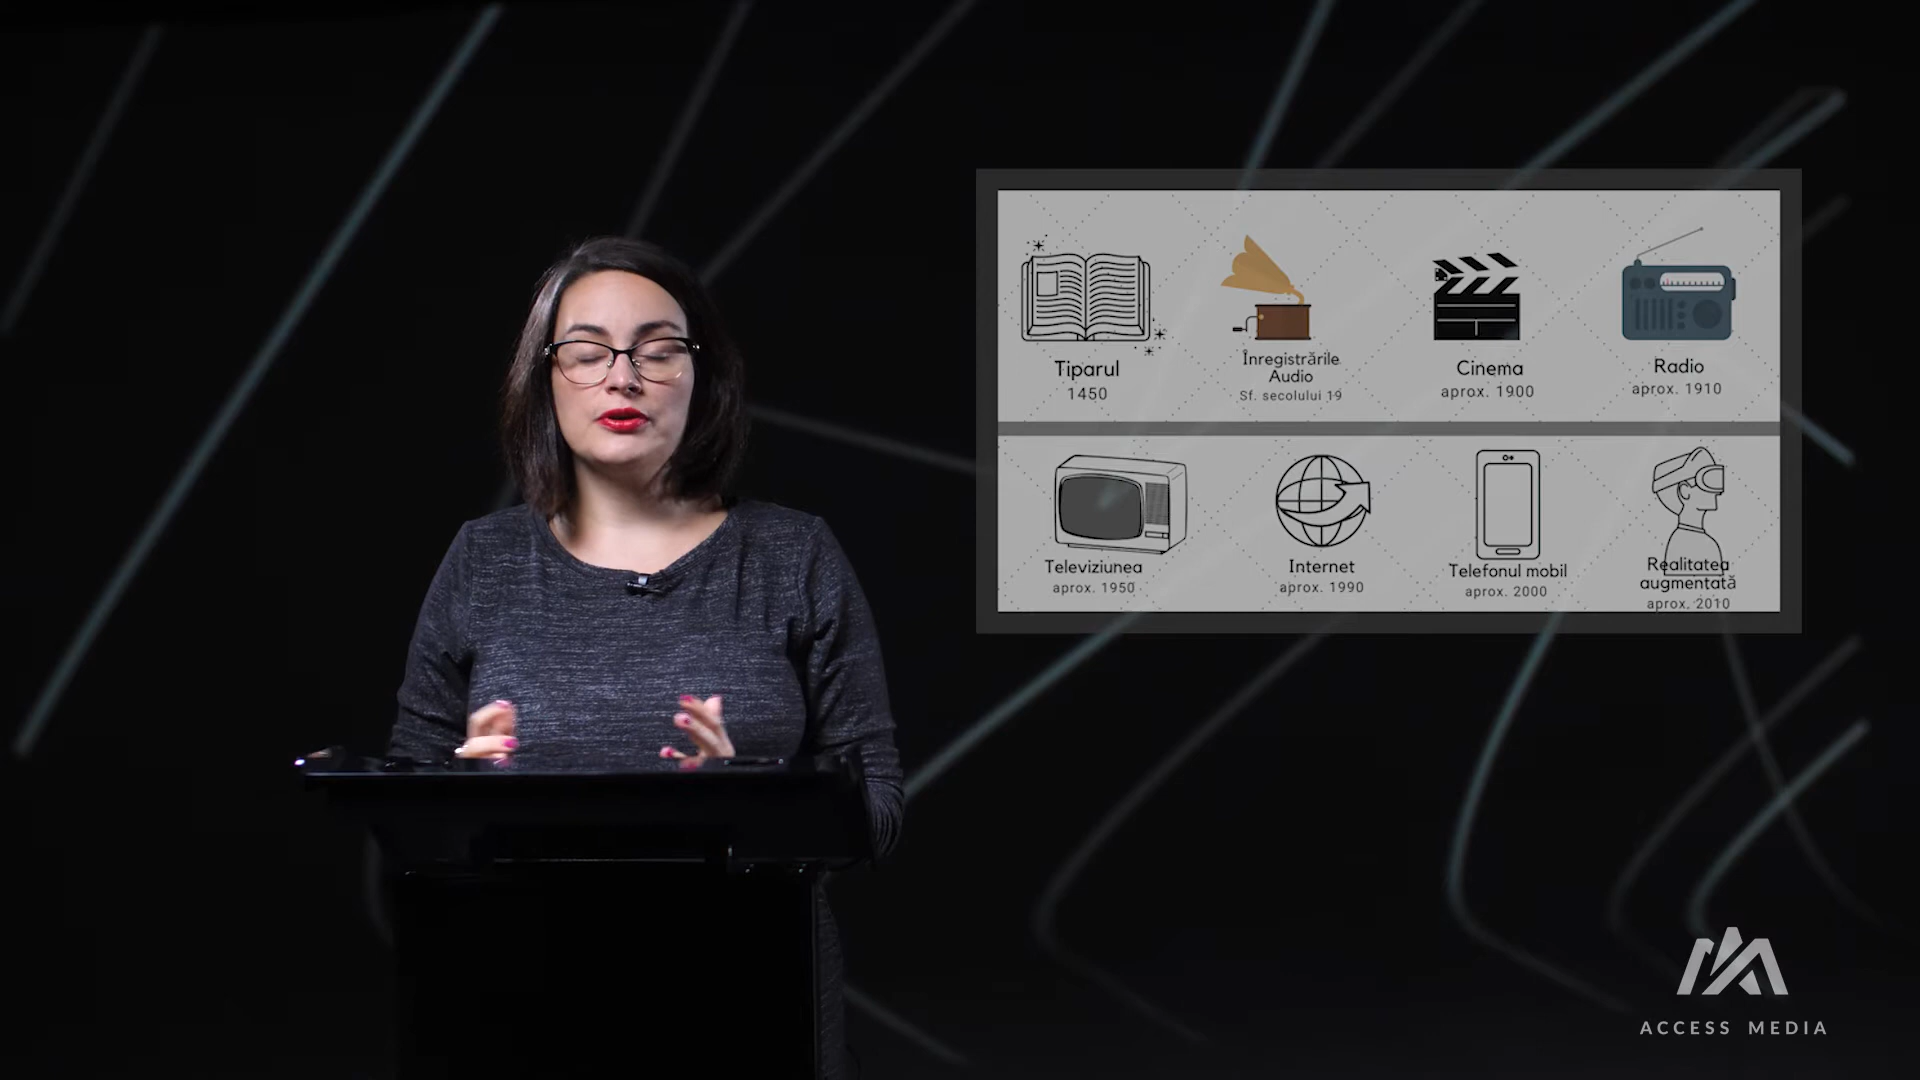 Tiparul
1450
Înregistrările
Audio
Sf. secolului 19
Cinema
aprox. 1900
Radio
aprox. 1910
Televiziunea
aprox. 1950
Internet
aprox. 1990
Telefonul mobil
aprox. 2000
Realitatea
augmentată
aprox. 2010
ACCESS MEDIA